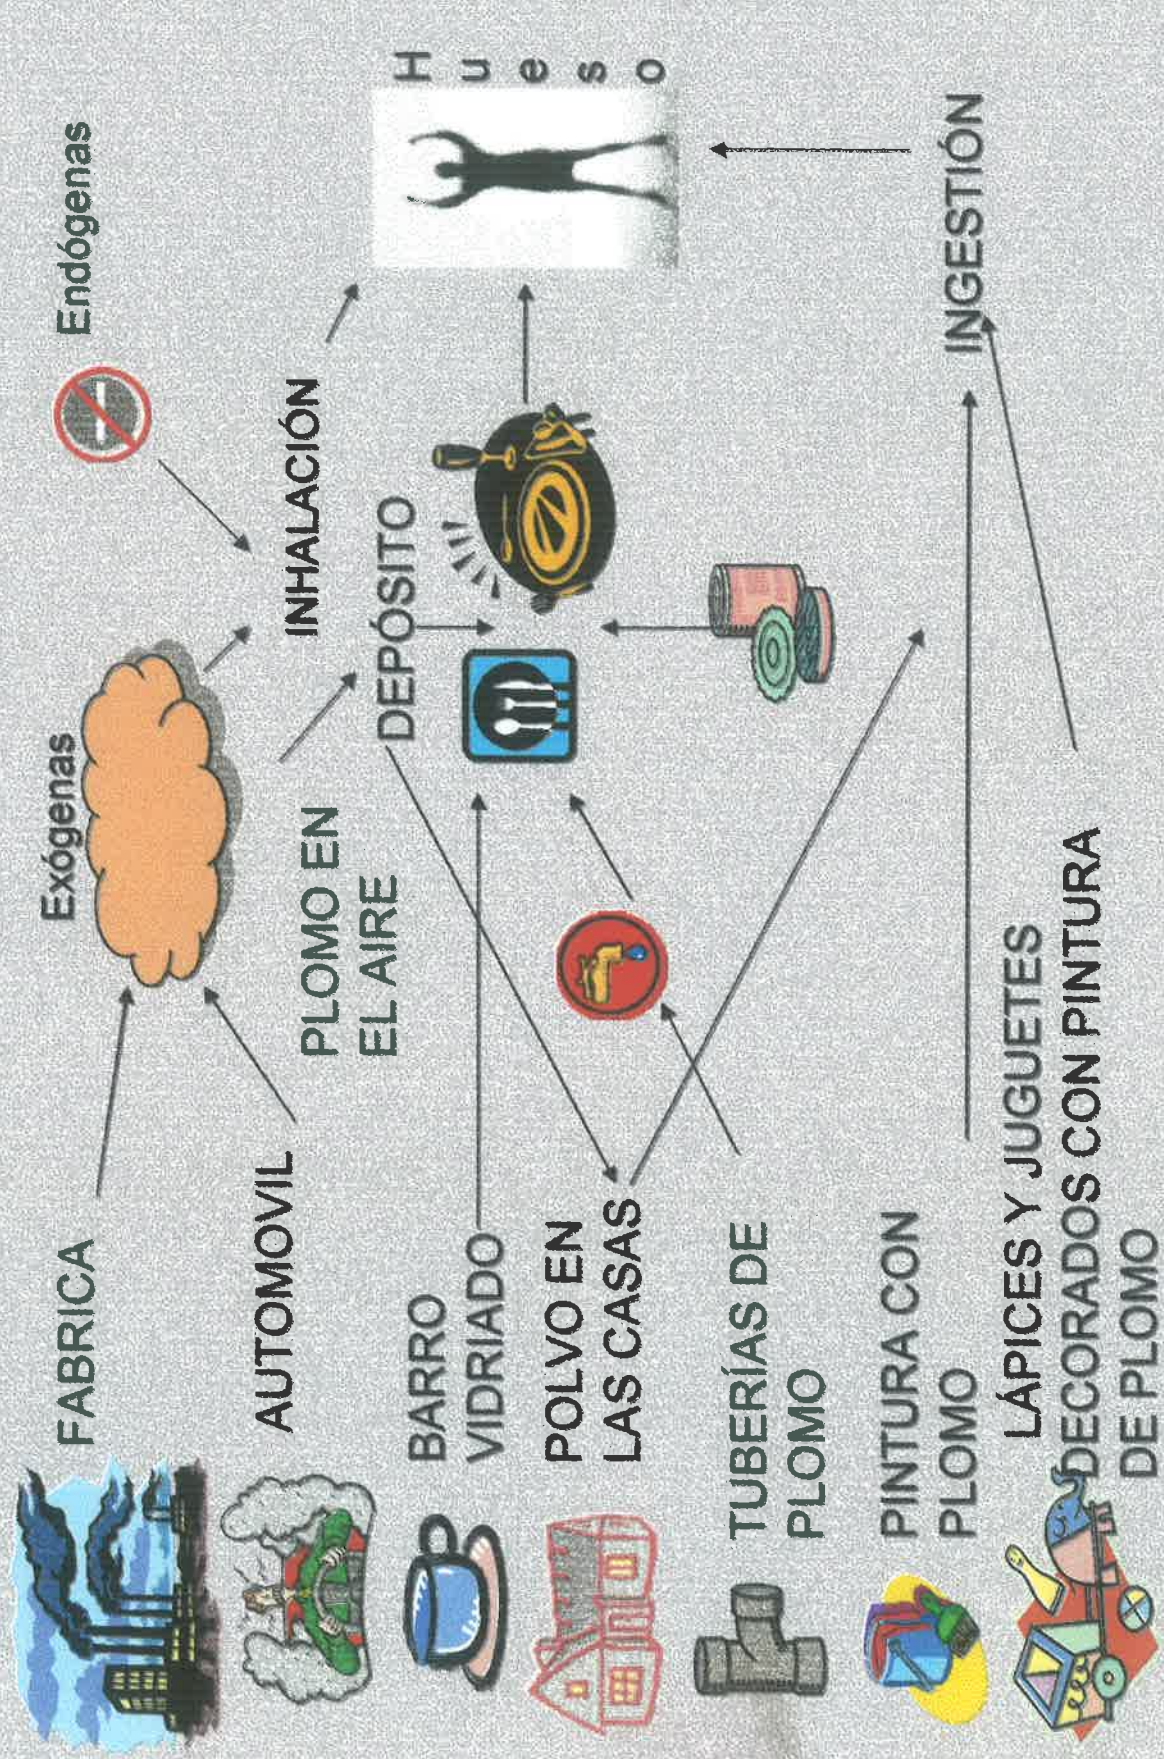 Exógenas
Endógenas
FABRICA
AUTOMOVIL
PLOMO EN
EL AIRE
INHALACIÓN
DEPÓSITO
Hueso
BARRO
VIDRIADO
POLVO EN
LAS CASAS
TUBERÍAS DE
PLOMO
PINTURA CON
PLOMO
INGESTIÓN
LÁPICES Y JUGUETES
DECORADOS CON PINTURA
DE PLOMO